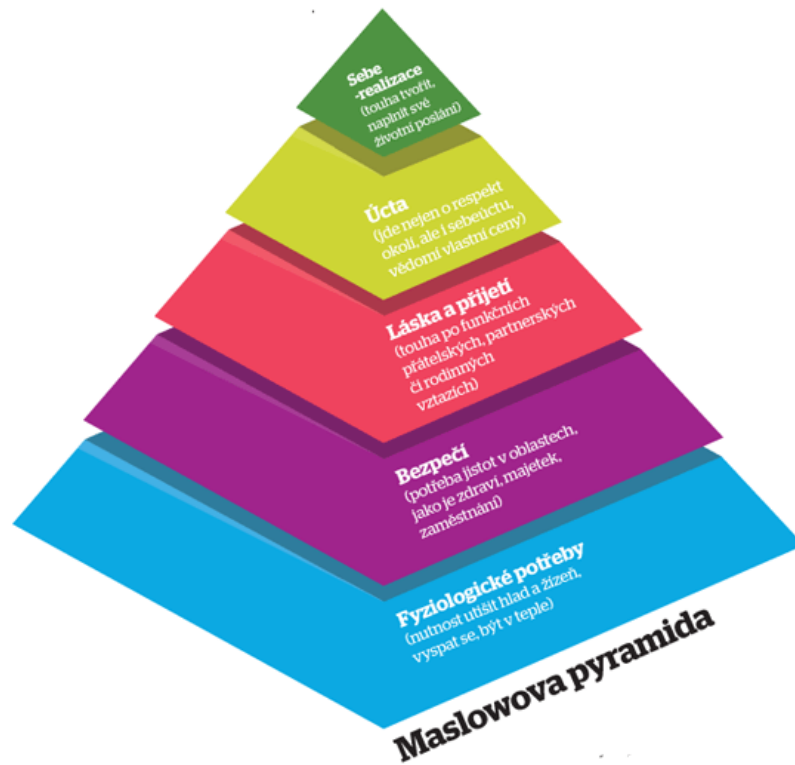 Sebe
-realizace
(touha tvořit,
naplnit své
životní poslání)
Úcta
(jde nejen o respekt
okolí, ale i sebeúctu,
vědomí vlastní ceny)
Láska a přijetí
(touha po funkčních
přátelských, partnerských
či rodinných
vztazích)
Bezpečí
(potřeba jistot v oblastech,
jako je zdraví, majetek,
zaměstnání)
Fyziologické potřeby
(nutnost utišit hlad a žízeň,
vyspat se, být v teple)
Maslowova pyramida